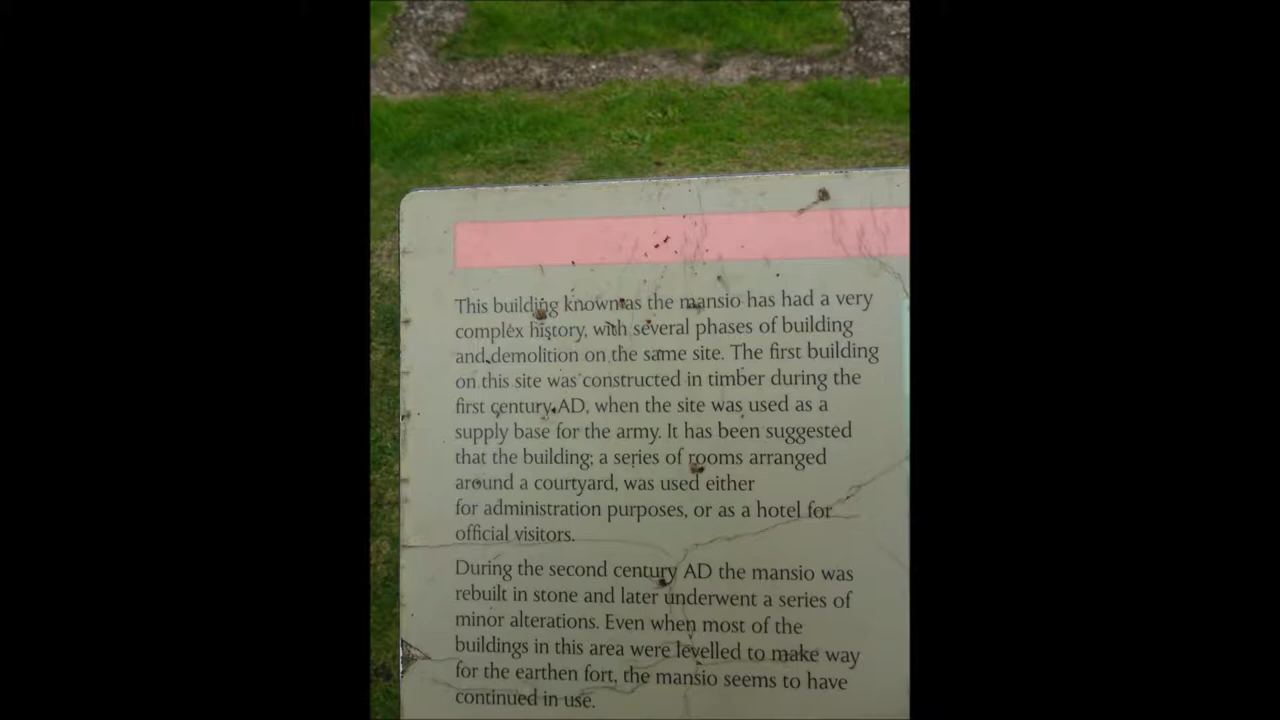 This building known as the mansio has had a very
complex history, with several phases of building
and demolition on the same site. The first building
on this site was constructed in timber during the
first century AD, when the site was used as a
supply base for the army. It has been suggested
that the building; a series of rooms arranged
around a courtyard, was used either
for administration purposes, or as a hotel for
official visitors.
During the second century AD the mansio was
rebuilt in stone and later underwent a series of
minor alterations. Even when most of the
buildings in this area were levelled to make way
for the earthen fort, the mansio seems to have
continued in use.